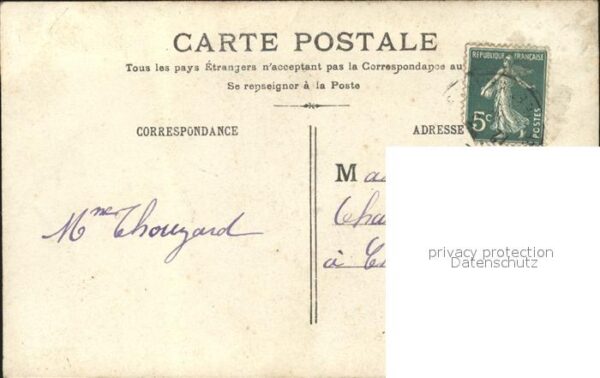 CARTE POSTALE
Tous les pays Étrangers n'acceptant pas la Correspondance au
Se renseigner à la Poste
RÉPUBLIQUE FRANÇAISE
5c
POSTES
CORRESPONDANCE
ADRESSE
Mme Thouzard
M
à
privacy protection
Datenschutz